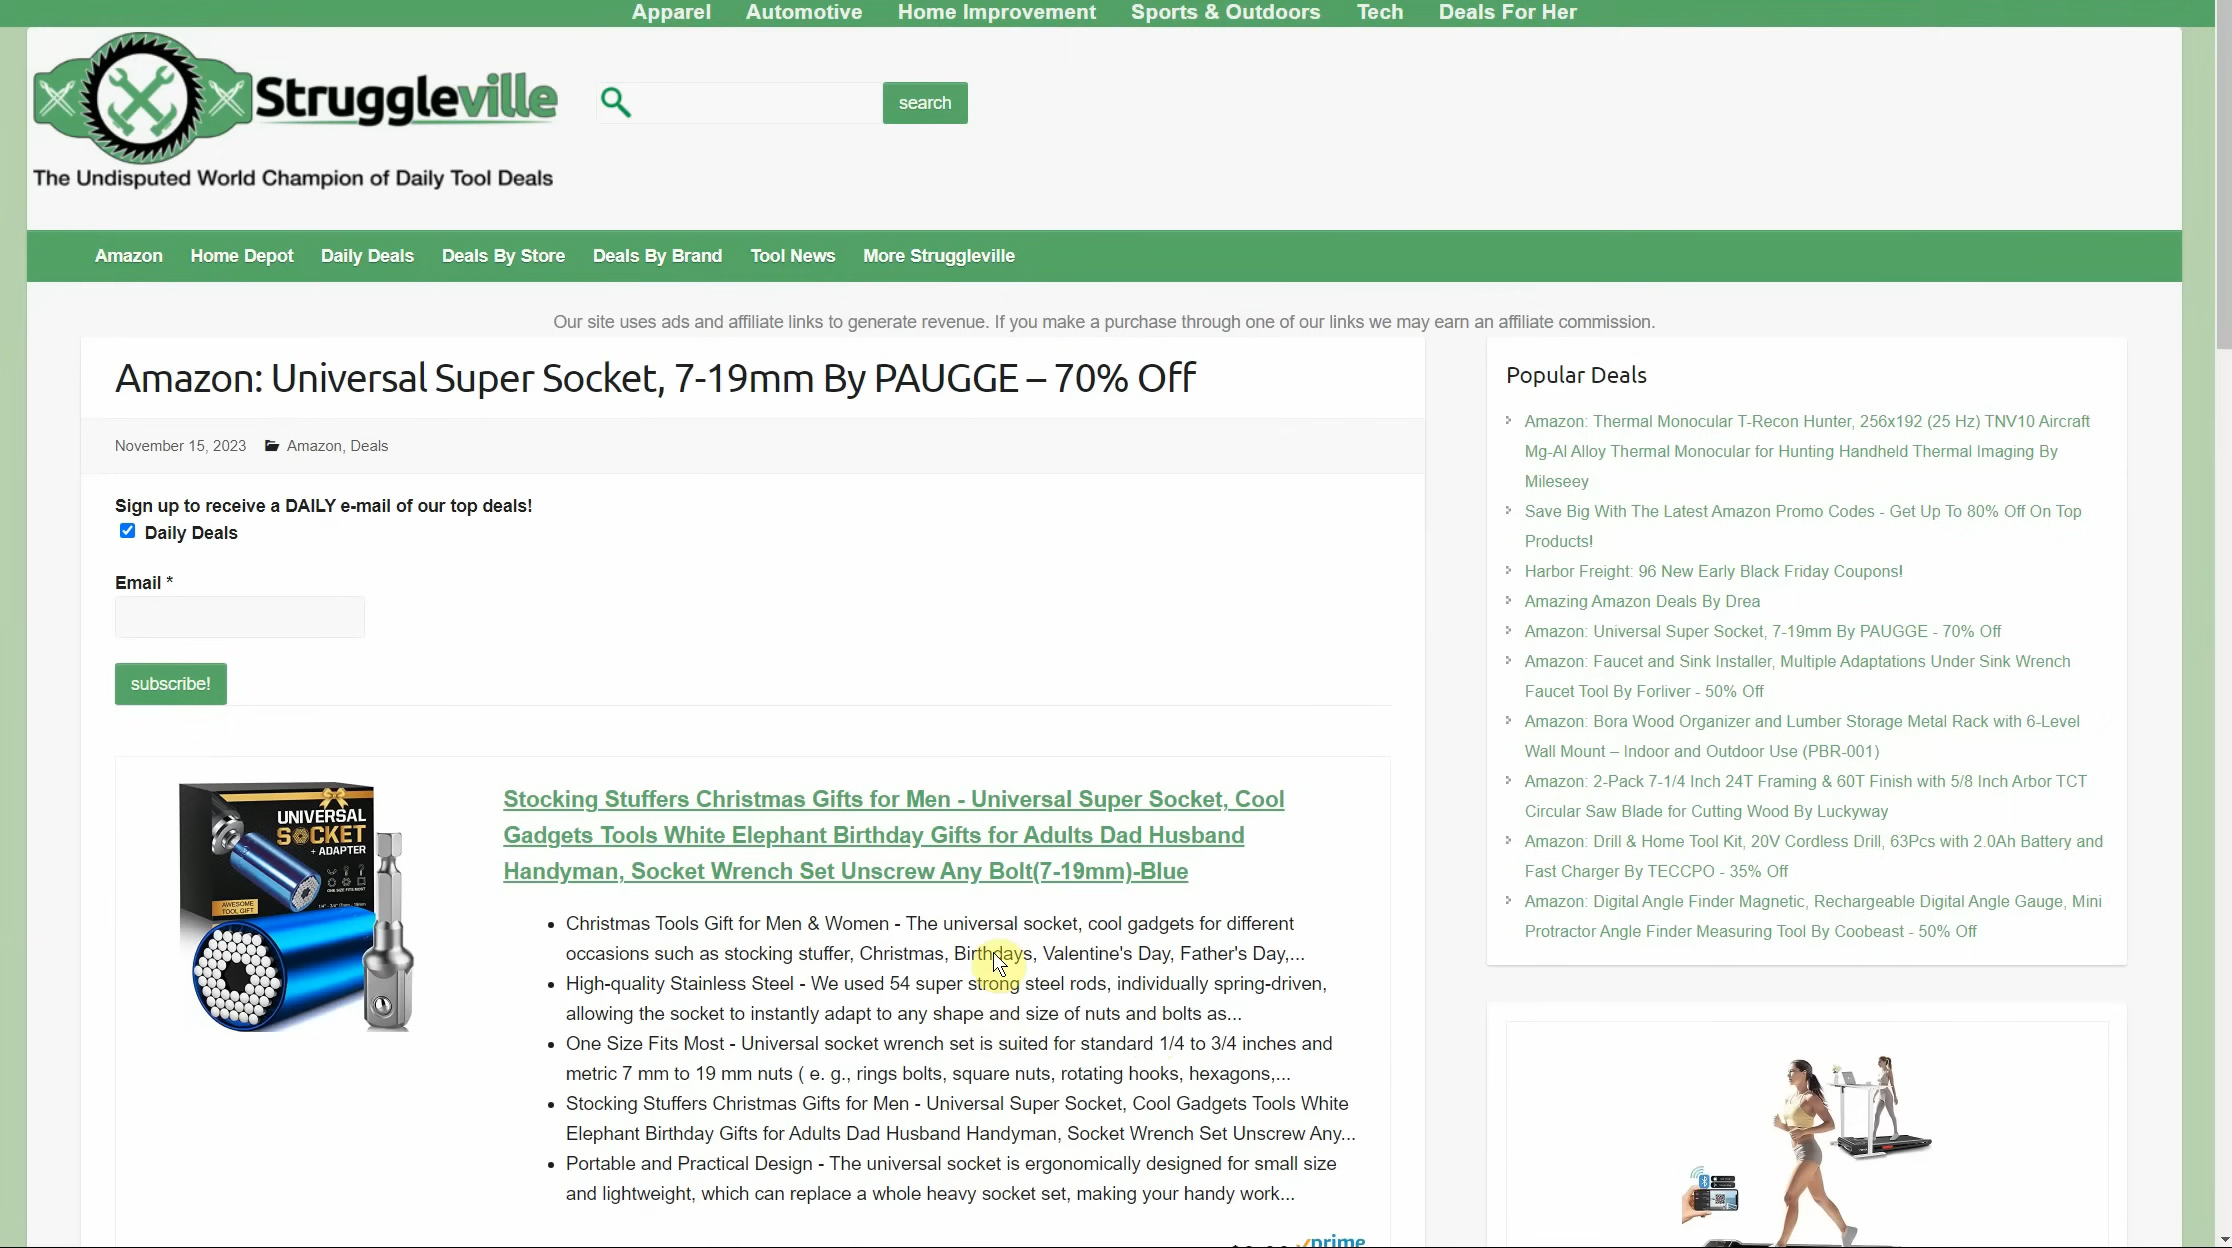 Apparel Automotive Home Improvement Sports & Outdoors Tech Deals For Her
Struggleville
The Undisputed World Champion of Daily Tool Deals
search
Amazon Home Depot Daily Deals Deals By Store Deals By Brand Tool News More Struggleville
Our site uses ads and affiliate links to generate revenue. If you make a purchase through one of our links we may earn an affiliate commission.
Amazon: Universal Super Socket, 7-19mm By PAUGGE – 70% Off
November 15, 2023 Amazon, Deals
Sign up to receive a DAILY e-mail of our top deals!
Daily Deals
Email *
subscribe!
UNIVERSAL
SOCKET
+ ADAPTER
AWESOME
TOOL GIFT
Stocking Stuffers Christmas Gifts for Men - Universal Super Socket, Cool
Gadgets Tools White Elephant Birthday Gifts for Adults Dad Husband
Handyman, Socket Wrench Set Unscrew Any Bolt(7-19mm)-Blue
Christmas Tools Gift for Men & Women - The universal socket, cool gadgets for different
occasions such as stocking stuffer, Christmas, Birthdays, Valentine's Day, Father's Day,...
High-quality Stainless Steel - We used 54 super strong steel rods, individually spring-driven,
allowing the socket to instantly adapt to any shape and size of nuts and bolts as...
One Size Fits Most - Universal socket wrench set is suited for standard 1/4 to 3/4 inches and
metric 7 mm to 19 mm nuts ( e. g., rings bolts, square nuts, rotating hooks, hexagons,...
Stocking Stuffers Christmas Gifts for Men - Universal Super Socket, Cool Gadgets Tools White
Elephant Birthday Gifts for Adults Dad Husband Handyman, Socket Wrench Set Unscrew Any...
Portable and Practical Design - The universal socket is ergonomically designed for small size
and lightweight, which can replace a whole heavy socket set, making your handy work...
prime
Popular Deals
Amazon: Thermal Monocular T-Recon Hunter, 256x192 (25 Hz) TNV10 Aircraft
Mg-Al Alloy Thermal Monocular for Hunting Handheld Thermal Imaging By
Mileseey
Save Big With The Latest Amazon Promo Codes - Get Up To 80% Off On Top
Products!
Harbor Freight: 96 New Early Black Friday Coupons!
Amazing Amazon Deals By Drea
Amazon: Universal Super Socket, 7-19mm By PAUGGE - 70% Off
Amazon: Faucet and Sink Installer, Multiple Adaptations Under Sink Wrench
Faucet Tool By Forliver - 50% Off
Amazon: Bora Wood Organizer and Lumber Storage Metal Rack with 6-Level
Wall Mount – Indoor and Outdoor Use (PBR-001)
Amazon: 2-Pack 7-1/4 Inch 24T Framing & 60T Finish with 5/8 Inch Arbor TCT
Circular Saw Blade for Cutting Wood By Luckyway
Amazon: Drill & Home Tool Kit, 20V Cordless Drill, 63Pcs with 2.0Ah Battery and
Fast Charger By TECCPO - 35% Off
Amazon: Digital Angle Finder Magnetic, Rechargeable Digital Angle Gauge, Mini
Protractor Angle Finder Measuring Tool By Coobeast - 50% Off